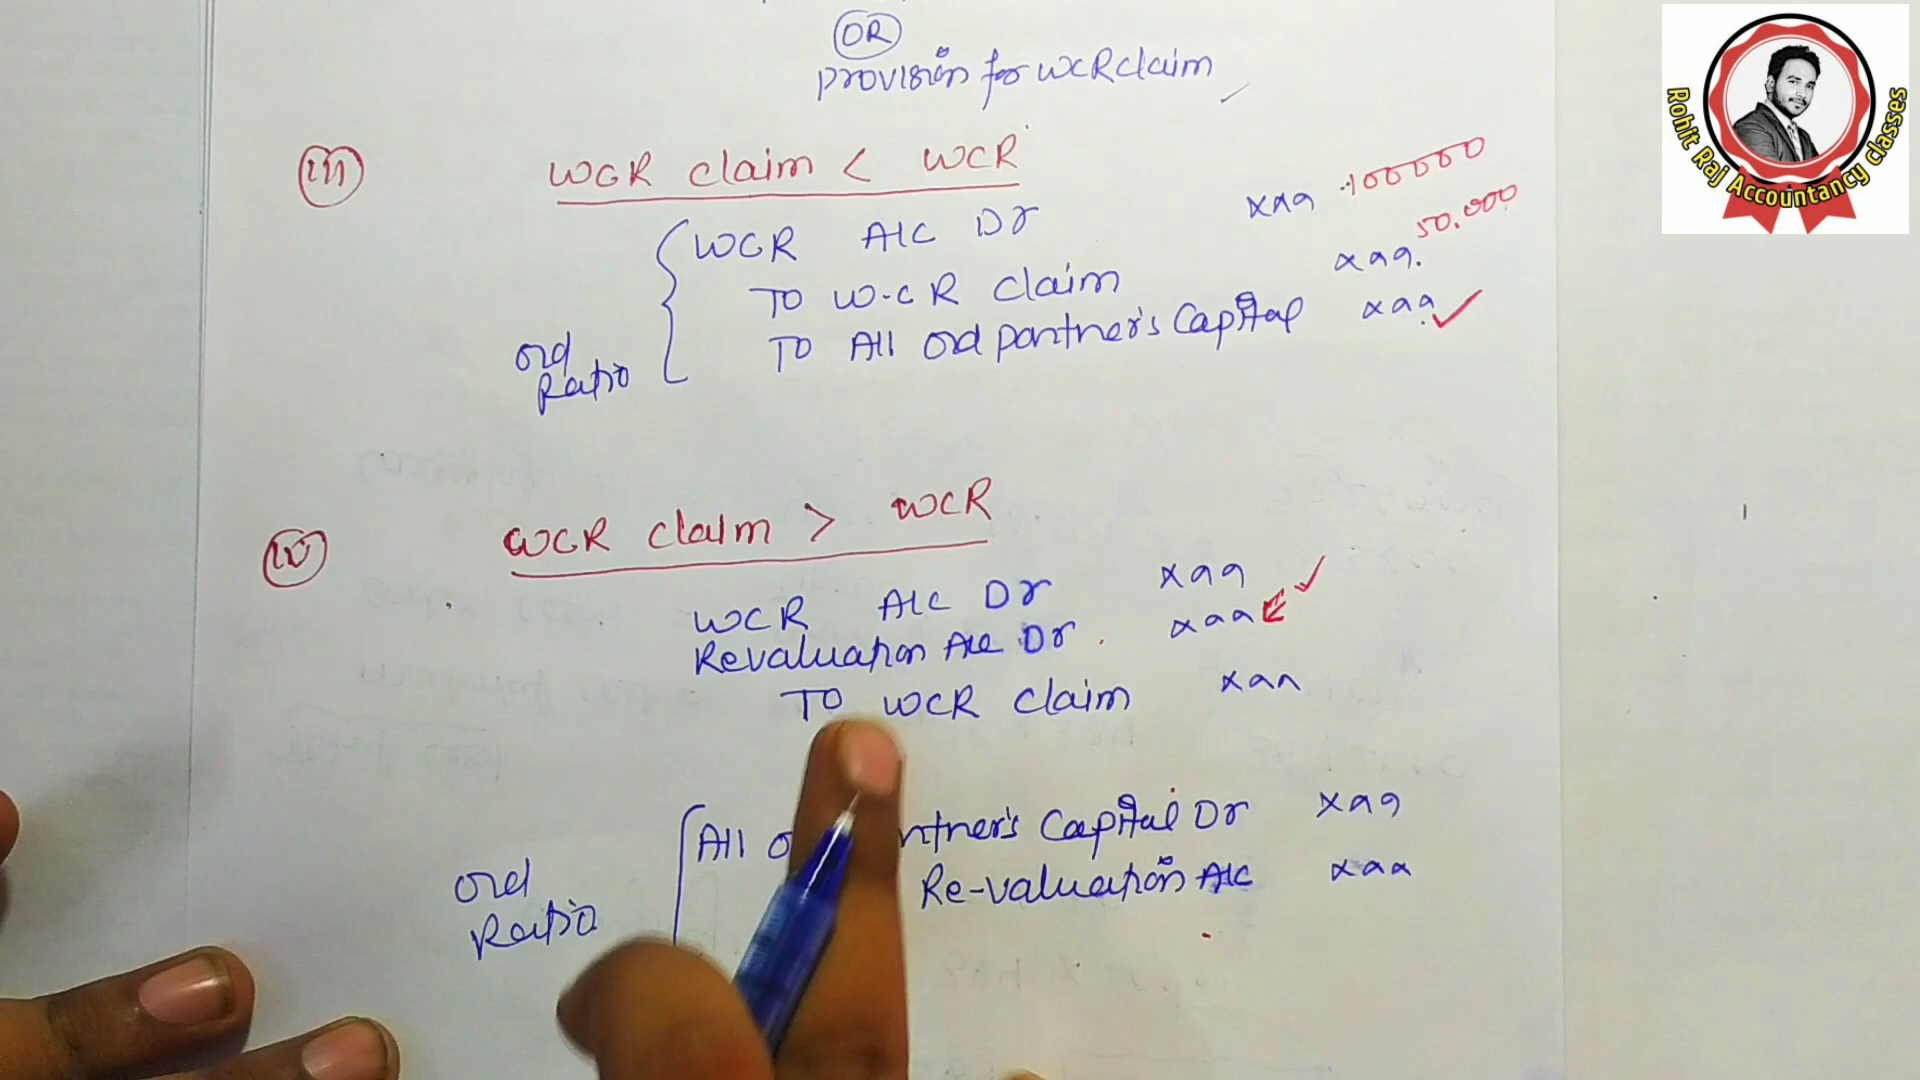 OR
provision for WCR claim
iii WCR claim < WCR
WCR A/C Dr xxx 100000
To W.C R claim xxx. 50.000
To All old partner's Capital xxx
old
Ratio
iv WCR claim > WCR
WCR A/C Dr xxx
Revaluation A/c Dr. xxx
To WCR claim xxx
All Capital Dr xxx
Re-valuation A/C xxx
old
Ratio
Rohit Raj Accountancy classes